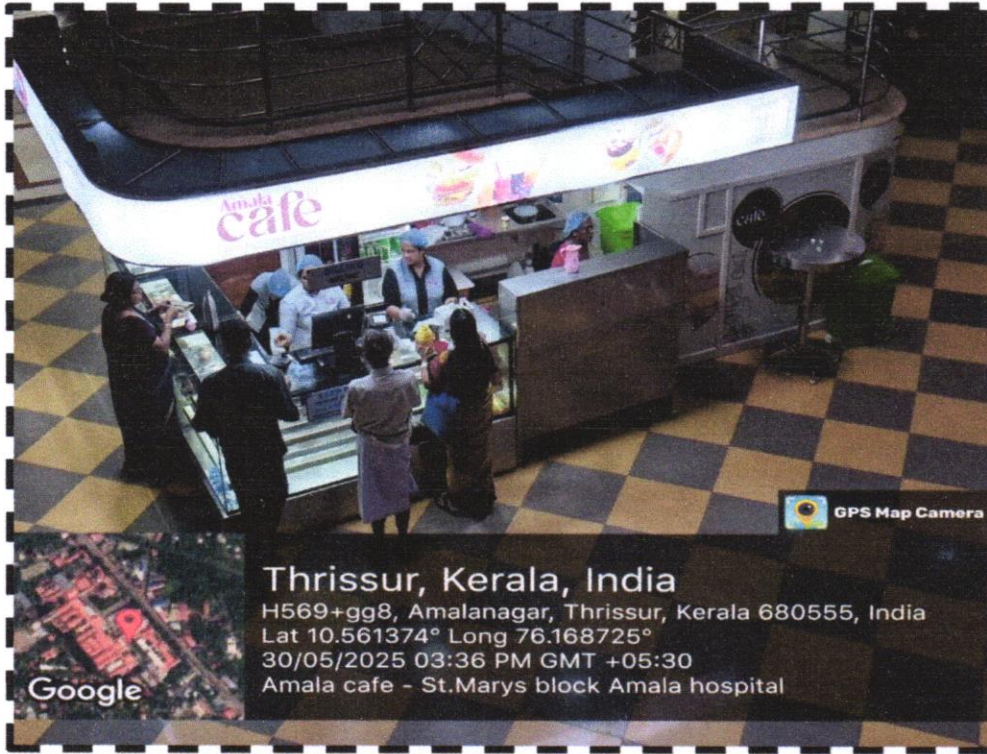 Amala
cafe
cafe
GPS Map Camera
Thrissur, Kerala, India
H569+gg8, Amalanagar, Thrissur, Kerala 680555, India
Lat 10.561374° Long 76.168725°
30/05/2025 03:36 PM GMT +05:30
Amala cafe - St.Marys block Amala hospital
Google